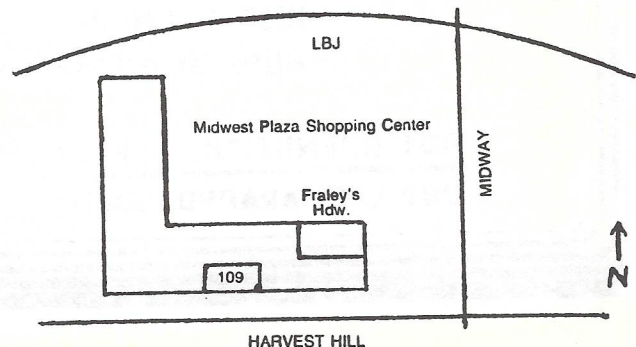 LBJ
Midwest Plaza Shopping Center
MIDWAY
Fraley's
Hdw.
109
N
HARVEST HILL